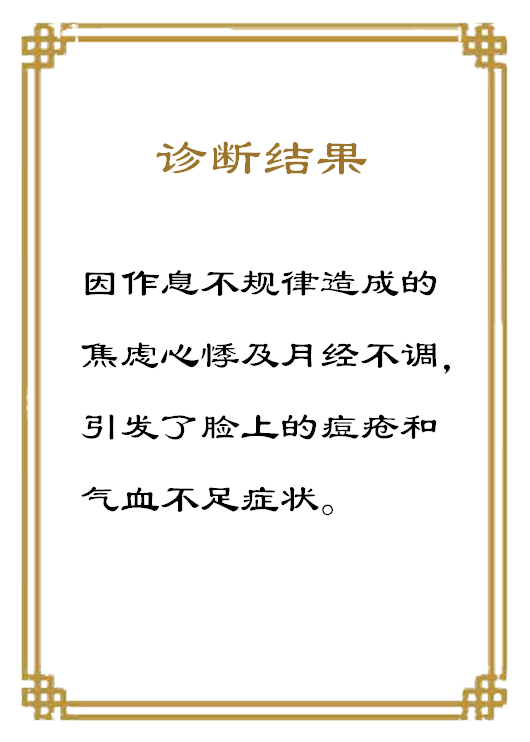 诊断结果
因作息不规律造成的
焦虑心悸及月经不调，
引发了脸上的痘疮和
气血不足症状。